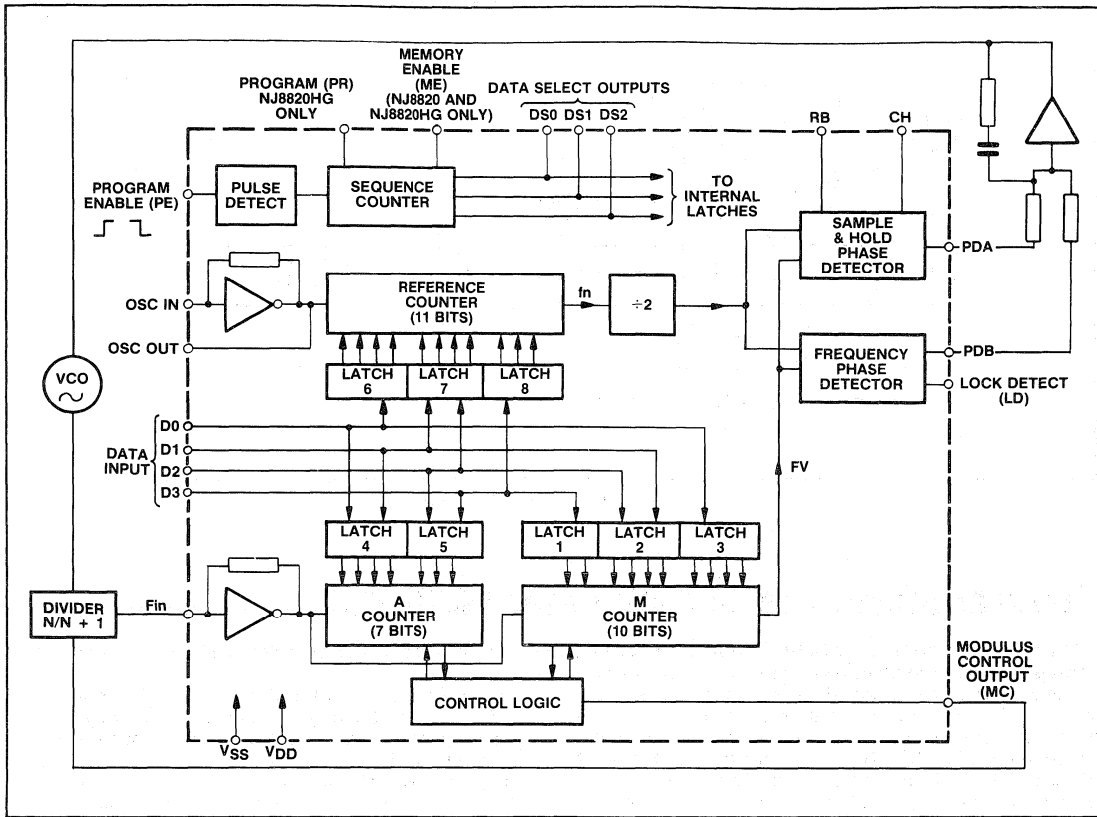 PROGRAM (PR)
NJ8820HG
ONLY
MEMORY
ENABLE
(ME)
(NJ8820 AND
NJ8820HG ONLY)
DATA SELECT OUTPUTS
DS0 DS1 DS2
RB
CH
PROGRAM
ENABLE (PE)
PULSE
DETECT
SEQUENCE
COUNTER
TO
INTERNAL
LATCHES
SAMPLE
& HOLD
PHASE
DETECTOR
PDA
OSC IN
OSC OUT
REFERENCE
COUNTER
(11 BITS)
fn
÷2
LATCH
6
LATCH
7
LATCH
8
FREQUENCY
PHASE
DETECTOR
PDB
LOCK DETECT
(LD)
VCO
DATA
INPUT
D0
D1
D2
D3
FV
LATCH
4
LATCH
5
LATCH
1
LATCH
2
LATCH
3
DIVIDER
N/N + 1
Fin
A
COUNTER
(7 BITS)
M
COUNTER
(10 BITS)
CONTROL LOGIC
MODULUS
CONTROL
OUTPUT
(MC)
VSS
VDD